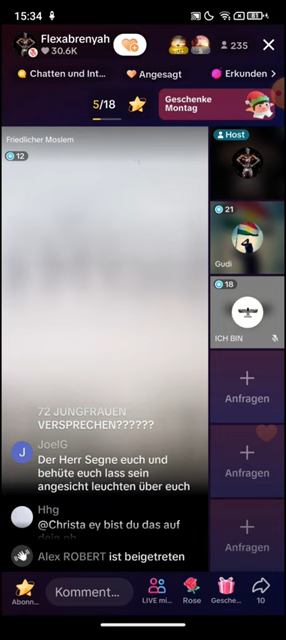 15:34
81
Flexabrenyah
30.6K
235
Chatten und Int...
Angesagt
Erkunden
5/18
Geschenke
Montag
Friedlicher Moslem
12
Host
21
Gudi
18
ICH BIN
Anfragen
Anfragen
Anfragen
72 JUNGFRAUEN
VERSPRECHEN??????
J
JoelG
Der Herr Segne euch und
behüte euch lass sein
angesicht leuchten über euch
Hhg
@Christa ey bist du das auf
Alex ROBERT ist beigetreten
Abonn...
Komment...
LIVE mi...
Rose
Gesche...
10